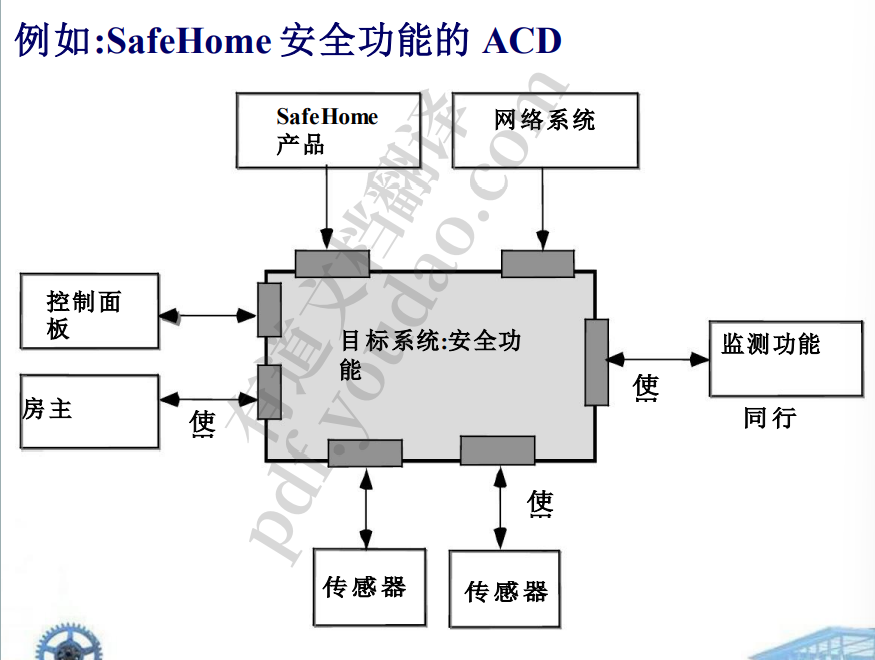 例如:SafeHome 安全功能的 ACD
SafeHome
产品
网络系统
控制面
板
目标系统:安全功
能
监测功能
使
同行
房主
使
使
传感器
传感器
有道文档翻译
pdf.youdao.com